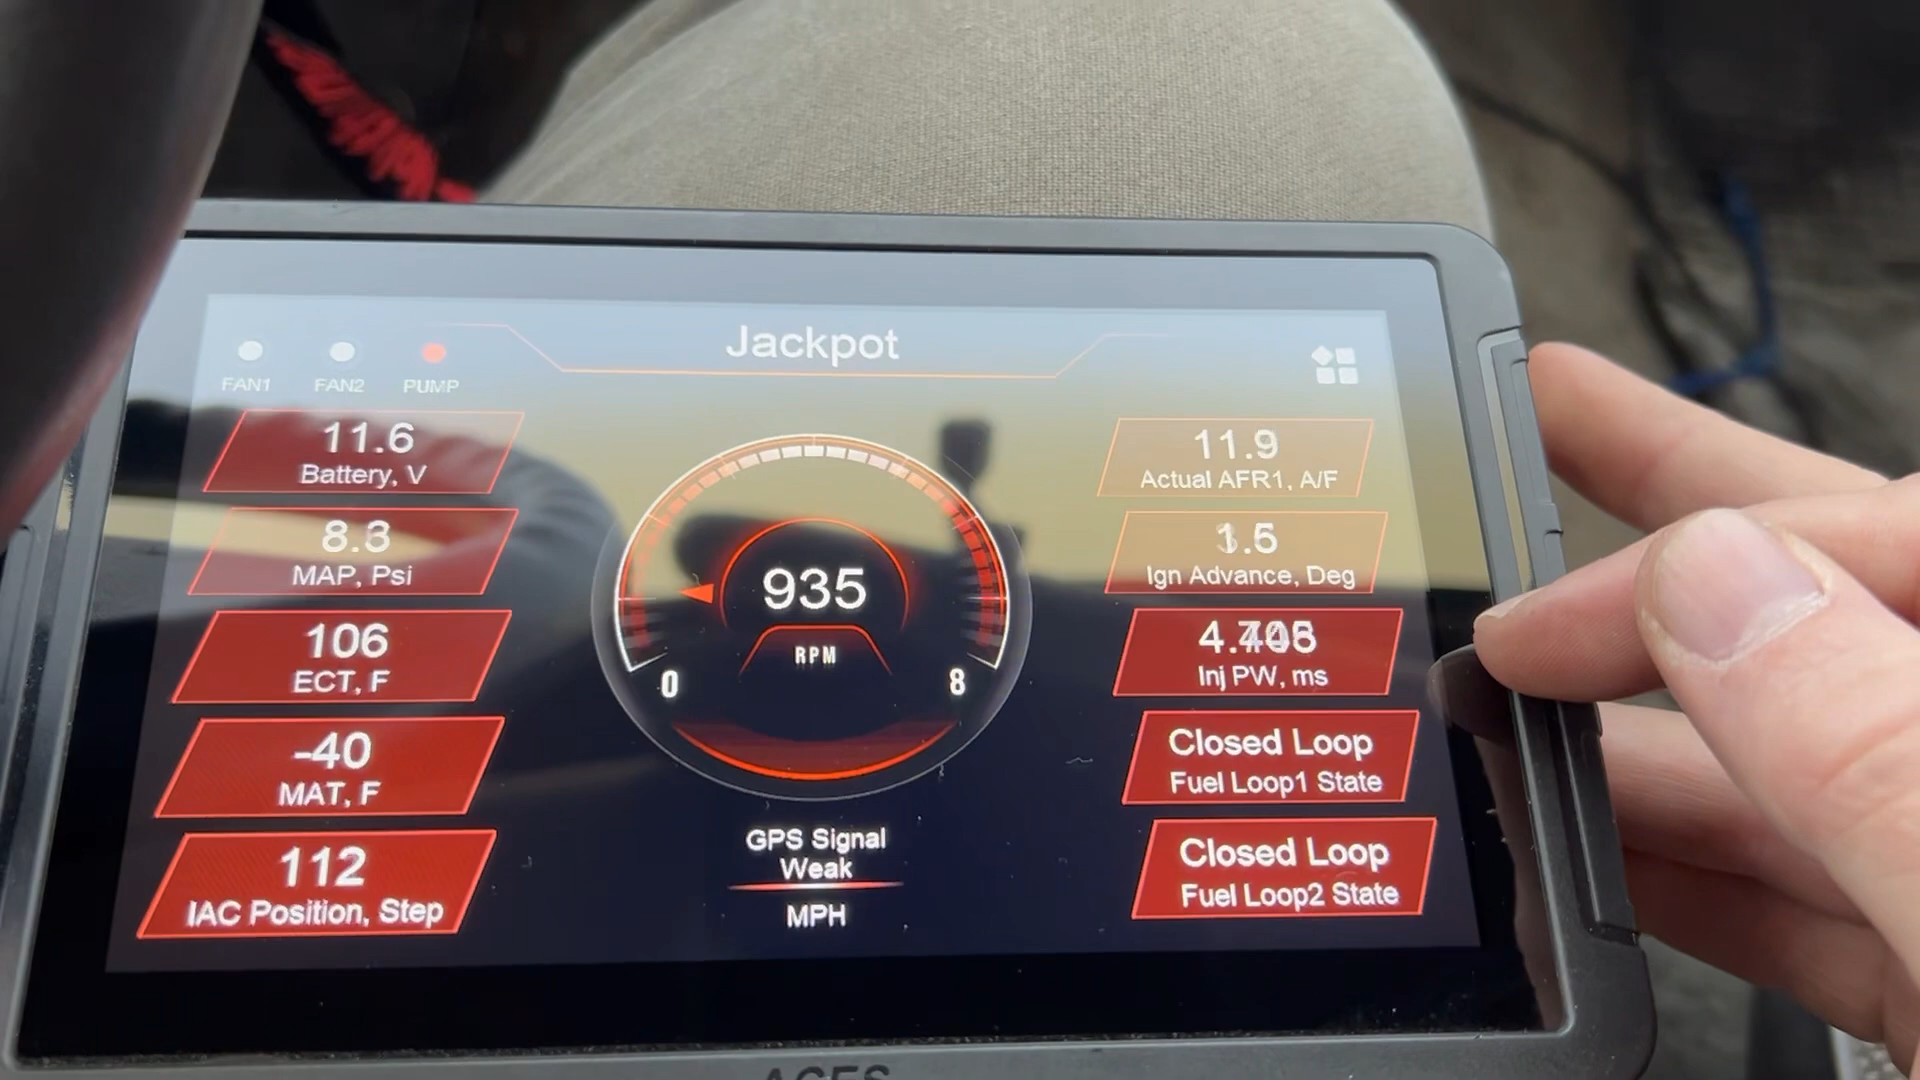 Jackpot
FAN1 FAN2 PUMP
11.6
Battery, V
8.3
MAP, Psi
106
ECT, F
-40
MAT, F
112
IAC Position, Step
935
RPM
0 8
GPS Signal
Weak
MPH
11.9
Actual AFR1, A/F
Ign Advance, Deg
Inj PW, ms
Closed Loop
Fuel Loop1 State
Closed Loop
Fuel Loop2 State
ACES